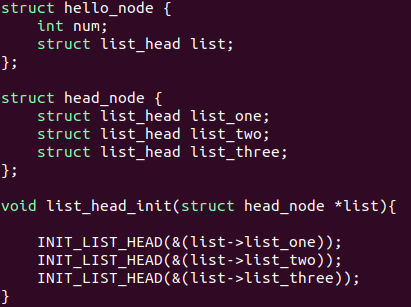 struct hello_node {
    int num;
    struct list_head list;
};

struct head_node {
    struct list_head list_one;
    struct list_head list_two;
    struct list_head list_three;
};

void list_head_init(struct head_node *list){

    INIT_LIST_HEAD(&(list->list_one));
    INIT_LIST_HEAD(&(list->list_two));
    INIT_LIST_HEAD(&(list->list_three));
}